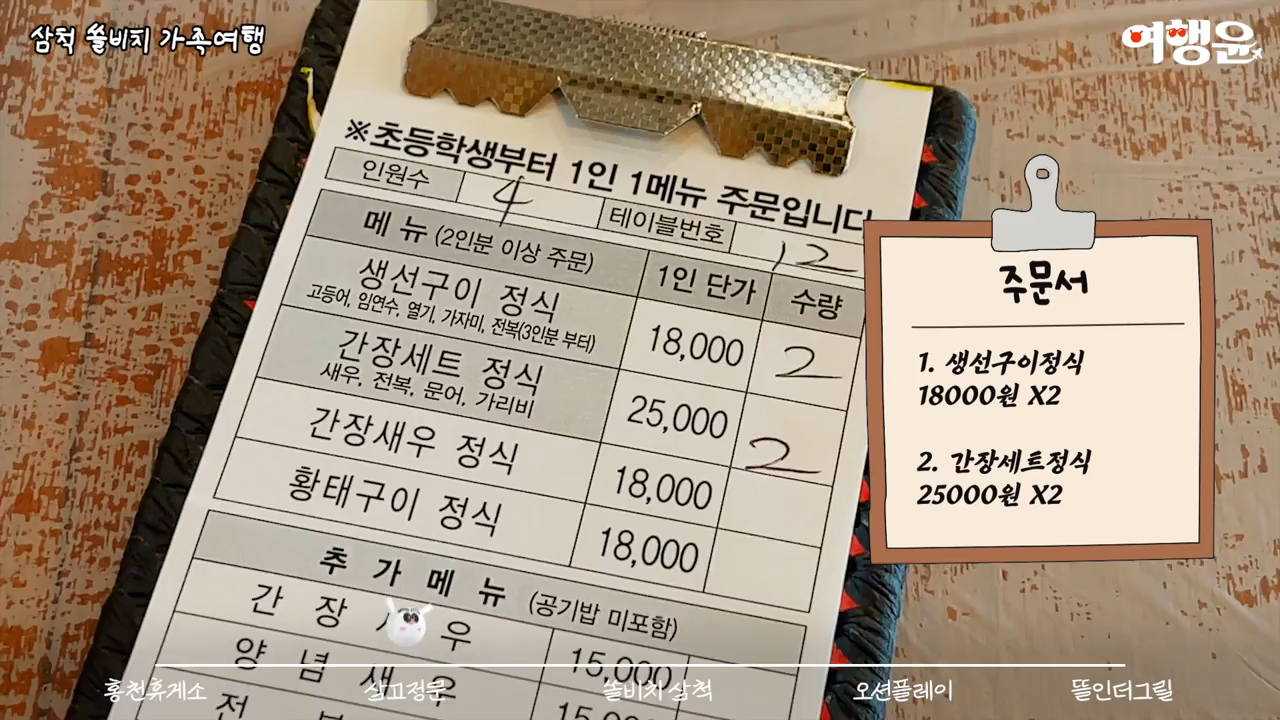 삼척 쏠비치 가족여행
여행윤
※초등학생부터 1인 1메뉴 주문입니다
인원수 4 테이블번호 12
메 뉴 (2인분 이상 주문) 1인 단가 수량
생선구이 정식 18,000 2
고등어, 임연수, 열기, 가자미, 전복(3인분 부터)
간장세트 정식 25,000 2
새우, 전복, 문어, 가리비
간장새우 정식 18,000
황태구이 정식 18,000
추 가 메 뉴 (공기밥 미포함)
간 장 우 15,000
양 념 새 우
전
주문서
1. 생선구이정식
18000원 X2
2. 간장세트정식
25000원 X2
홍천휴게소 삼교정문 쏠비치 삼척 오션플레이 뜰인더그릴